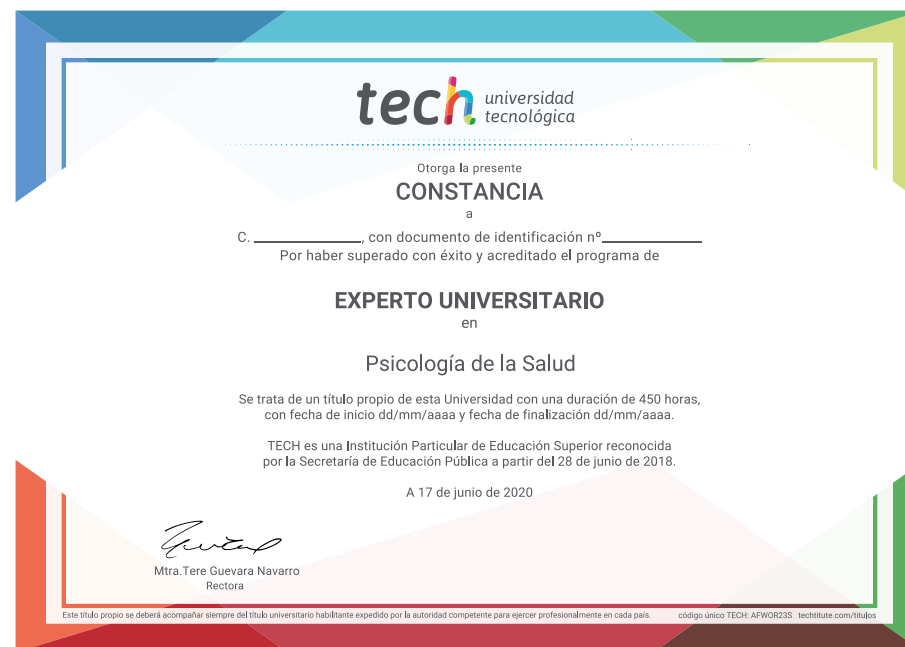 tech universidad
tecnológica
Otorga la presente
CONSTANCIA
a
C. ____________, con documento de identificación nº____________
Por haber superado con éxito y acreditado el programa de
EXPERTO UNIVERSITARIO
en
Psicología de la Salud
Se trata de un título propio de esta Universidad con una duración de 450 horas,
con fecha de inicio dd/mm/aaaa y fecha de finalización dd/mm/aaaa.
TECH es una Institución Particular de Educación Superior reconocida
por la Secretaría de Educación Pública a partir del 28 de junio de 2018.
A 17 de junio de 2020
Mtra.Tere Guevara Navarro
Rectora
Este título propio se deberá acompañar siempre del título universitario habilitante expedido por la autoridad competente para ejercer profesionalmente en cada país. código único TECH: AFWOR23S techtitute.com/titulos